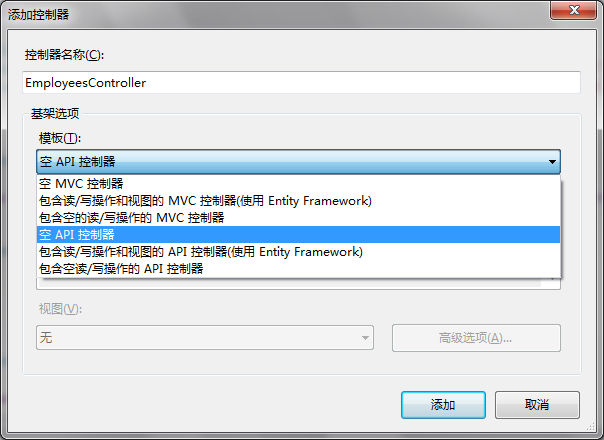 添加控制器
控制器名称(C):
EmployeesController
基架选项
模板(T):
空 API 控制器
空 MVC 控制器
包含读/写操作和视图的 MVC 控制器(使用 Entity Framework)
包含空的读/写操作的 MVC 控制器
空 API 控制器
包含读/写操作和视图的 API 控制器(使用 Entity Framework)
包含空读/写操作的 API 控制器
视图(V):
无
高级选项(A)...
添加
取消